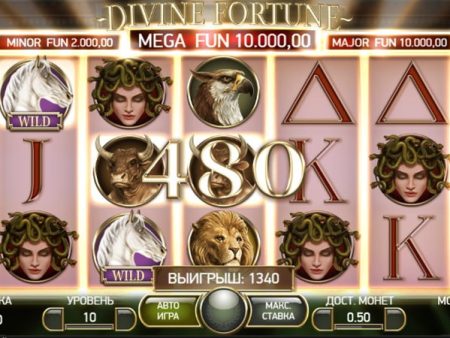 DIVINE FORTUNE
MINOR FUN 2.000,00 MEGA FUN 10.000,00 MAJOR FUN 10.000,00
WILD
J K K
480
WILD K
ВЫИГРЫШ: 1340
УРОВЕНЬ АВТО ИГРА МАКС. СТАВКА ДОСТ. МОНЕТ
10 0.50